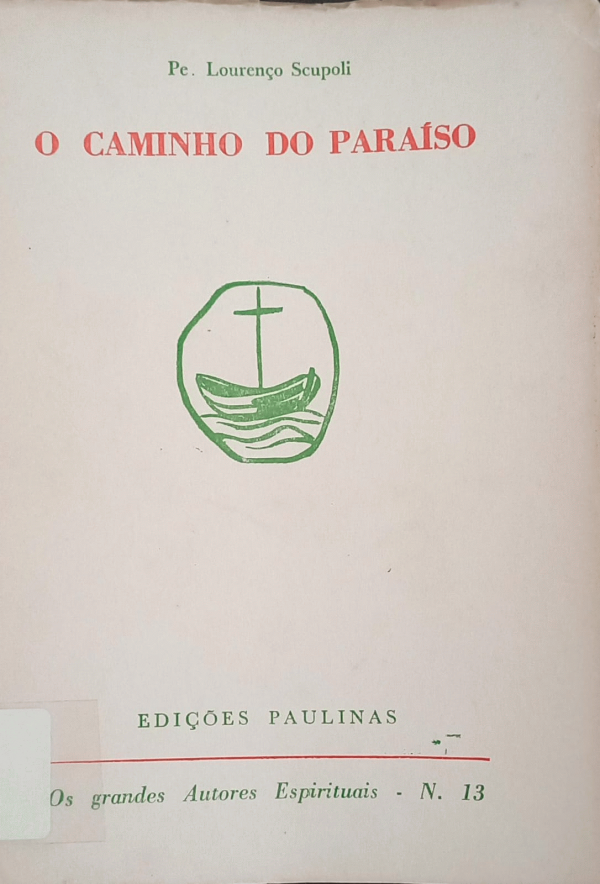 Pe. Lourenço Scupoli
O CAMINHO DO PARAÍSO
EDIÇÕES PAULINAS
Os grandes Autores Espirituais - N. 13